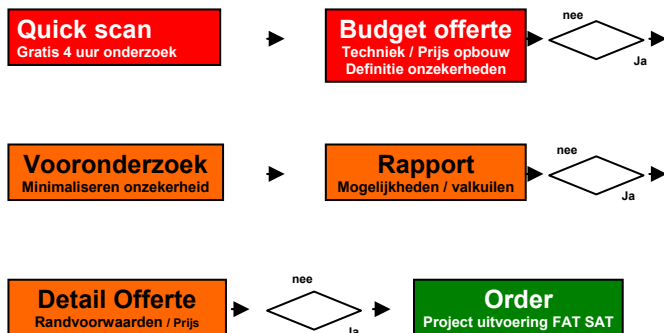 Quick scan
Gratis 4 uur onderzoek
Budget offerte
Techniek / Prijs opbouw
Definitie onzekerheden
nee
Ja
Vooronderzoek
Minimaliseren onzekerheid
Rapport
Mogelijkheden / valkuilen
nee
Ja
Detail Offerte
Randvoorwaarden / Prijs
nee
Ja
Order
Project uitvoering FAT SAT